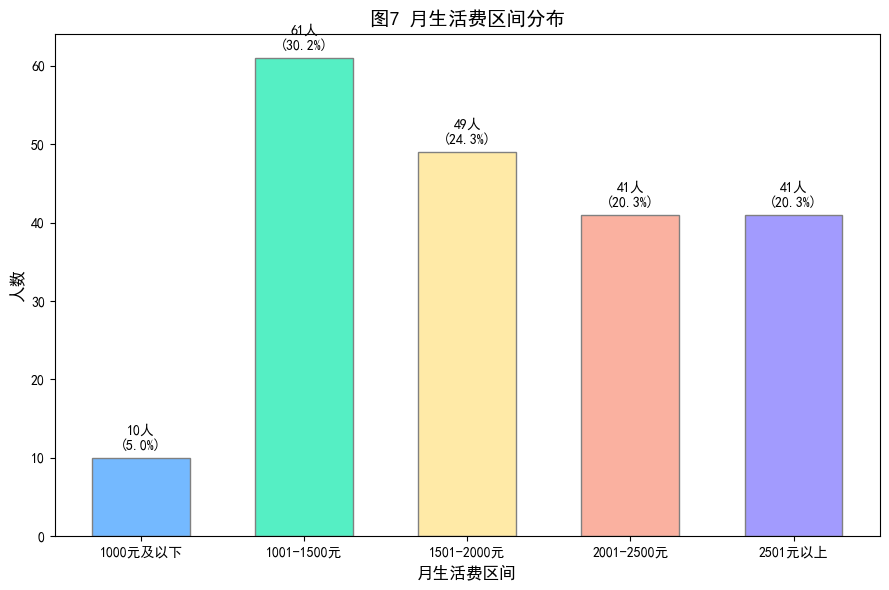 图7 月生活费区间分布
61人
(30.2%)
49人
(24.3%)
41人
(20.3%)
41人
(20.3%)
10人
(5.0%)
60
50
40
30
20
10
0
人数
1000元及以下
1001-1500元
1501-2000元
2001-2500元
2501元以上
月生活费区间